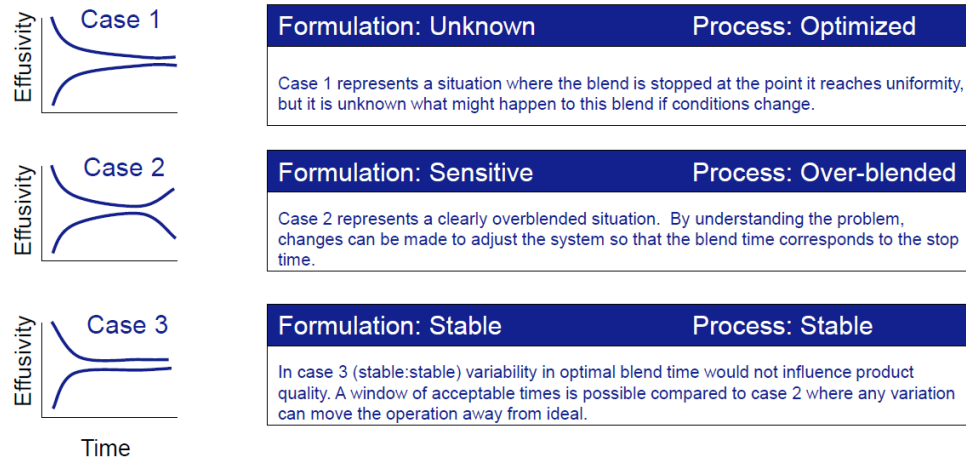 Effusivity
Case 1
Formulation: Unknown Process: Optimized
Case 1 represents a situation where the blend is stopped at the point it reaches uniformity,
but it is unknown what might happen to this blend if conditions change.
Effusivity
Case 2
Formulation: Sensitive Process: Over-blended
Case 2 represents a clearly overblended situation. By understanding the problem,
changes can be made to adjust the system so that the blend time corresponds to the stop
time.
Effusivity
Case 3
Formulation: Stable Process: Stable
In case 3 (stable:stable) variability in optimal blend time would not influence product
quality. A window of acceptable times is possible compared to case 2 where any variation
can move the operation away from ideal.
Time